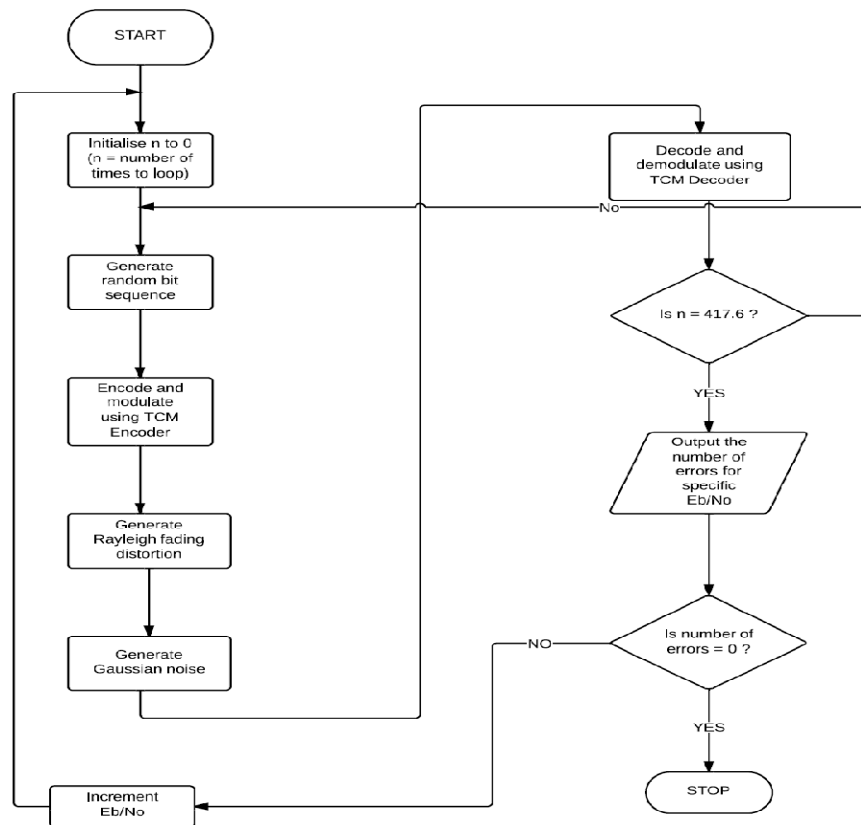 START
Initialise n to 0
(n = number of
times to loop)
Generate
random bit
sequence
Encode and
modulate
using TCM
Encoder
Generate
Rayleigh fading
distortion
Generate
Gaussian noise
Decode and
demodulate using
TCM Decoder
No
Is n = 417.6 ?
YES
Output the
number of
errors for
specific
Eb/No
Is number of
errors = 0 ?
NO
YES
Increment
Eb/No
STOP